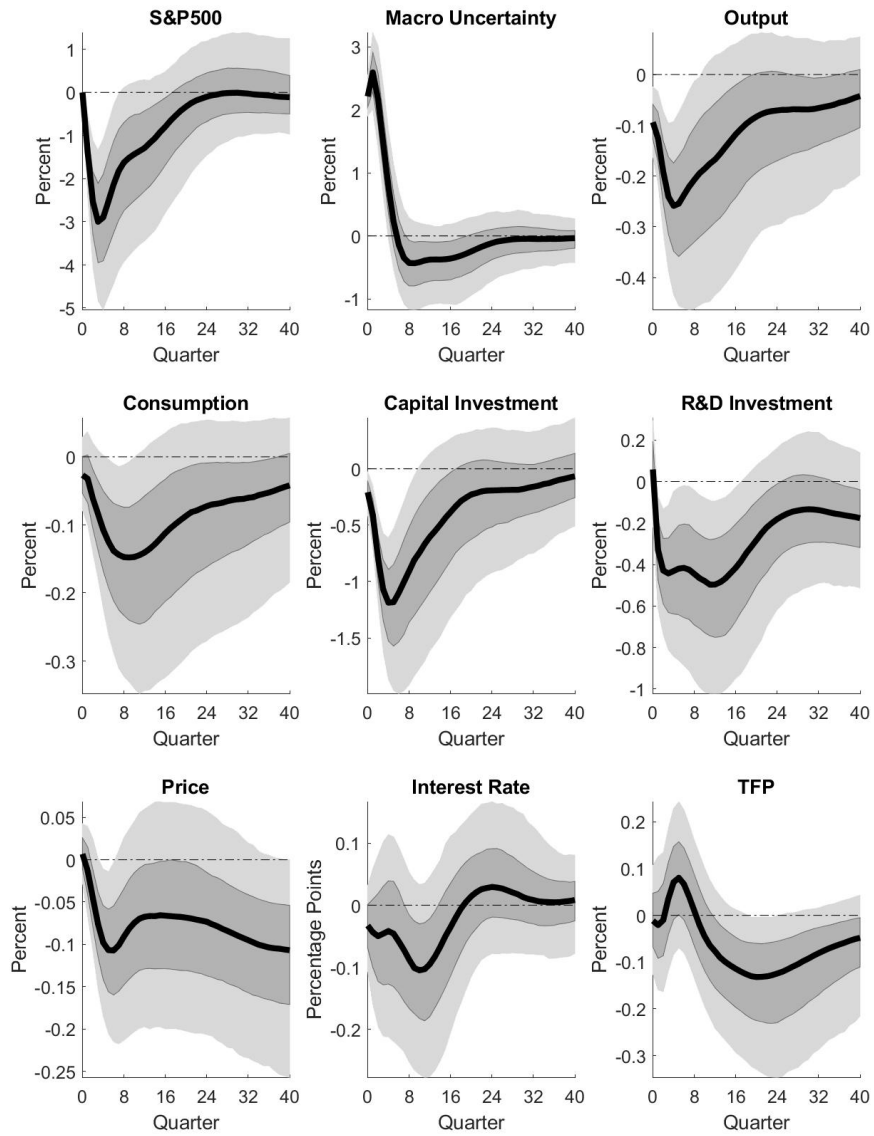 S&P500
Macro Uncertainty
Output
1
0
-1
-2
-3
-4
-5
Percent
0 8 16 24 32 40
Quarter
3
2
1
0
-1
Percent
0 8 16 24 32 40
Quarter
0
-0.1
-0.2
-0.3
-0.4
Percent
0 8 16 24 32 40
Quarter
Consumption
Capital Investment
R&D Investment
0
-0.1
-0.2
-0.3
Percent
0 8 16 24 32 40
Quarter
0
-0.5
-1
-1.5
Percent
0 8 16 24 32 40
Quarter
0.2
0
-0.2
-0.4
-0.6
-0.8
-1
Percent
0 8 16 24 32 40
Quarter
Price
Interest Rate
TFP
0.05
0
-0.05
-0.1
-0.15
-0.2
-0.25
Percent
0 8 16 24 32 40
Quarter
0.1
0
-0.1
-0.2
Percentage Points
0 8 16 24 32 40
Quarter
0.2
0.1
0
-0.1
-0.2
-0.3
Percent
0 8 16 24 32 40
Quarter